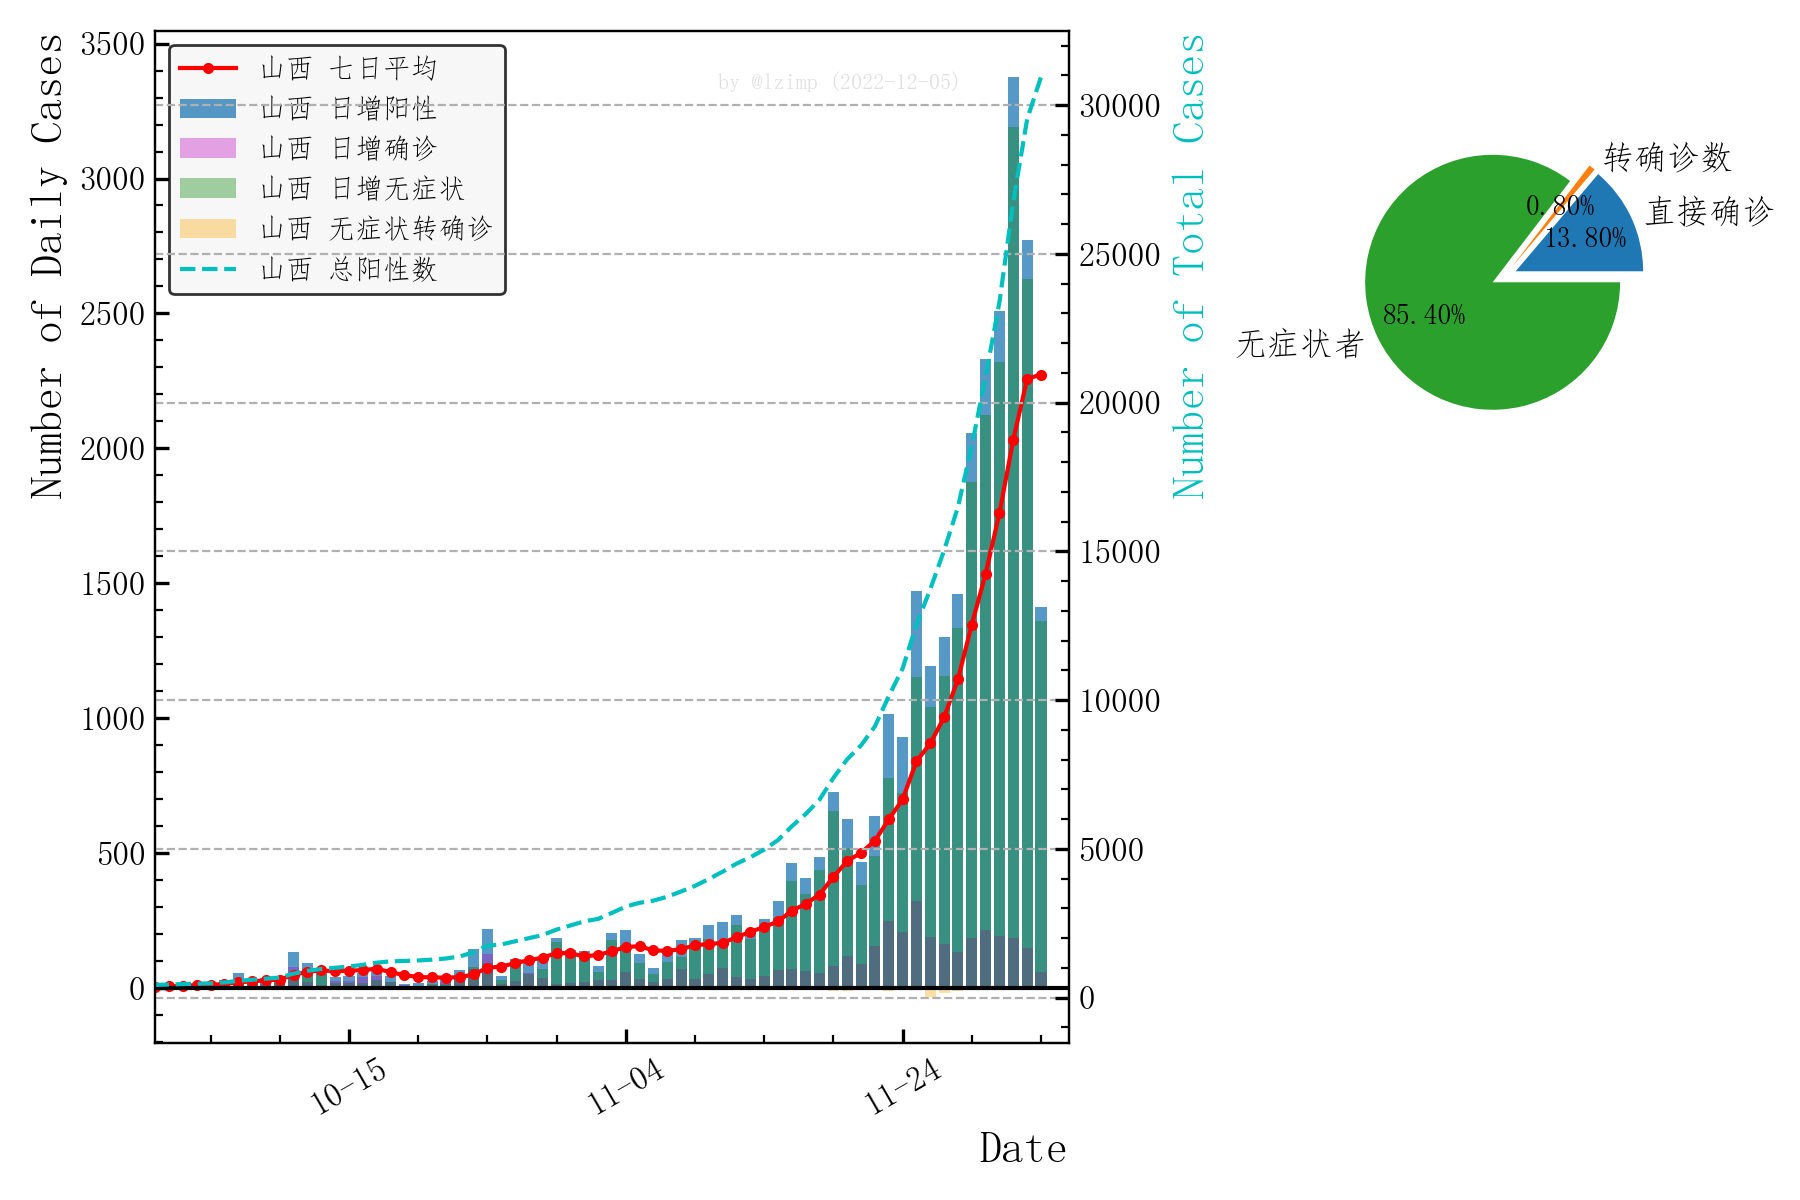 Number of Daily Cases
3500
3000
2500
2000
1500
1000
500
0
山西 七日平均
山西 日增阳性
山西 日增确诊
山西 日增无症状
山西 无症状转确诊
山西 总阳性数
by @lzimp (2022-12-05)
30000
25000
20000
15000
10000
5000
0
Number of Total Cases
10-15
11-04
11-24
Date
转确诊数
0.80%
直接确诊
13.80%
85.40%
无症状者